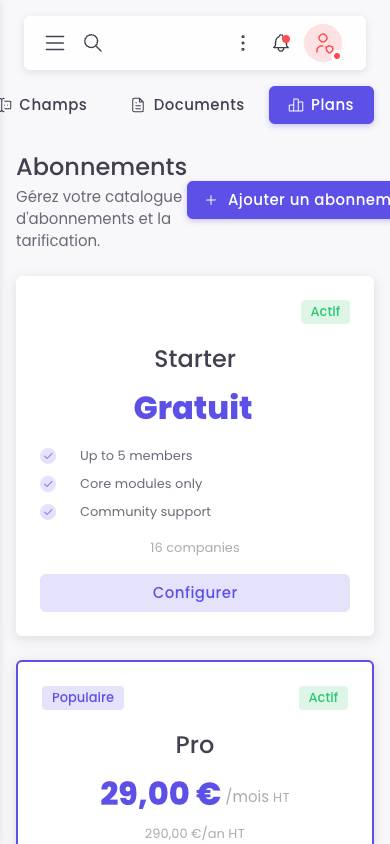 Champs
Documents
Plans
Abonnements
Gérez votre catalogue
d'abonnements et la
tarification.
Ajouter un abonnem
Actif
Starter
Gratuit
Up to 5 members
Core modules only
Community support
16 companies
Configurer
Populaire
Actif
Pro
29,00 € /mois HT
290,00 €/an HT